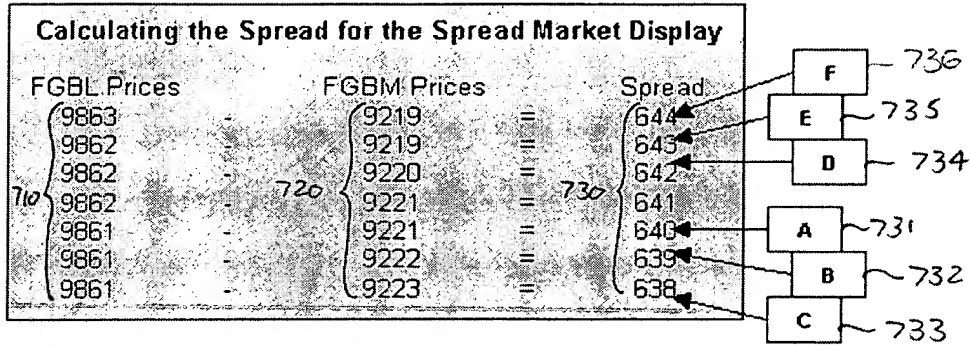 Calculating the Spread for the Spread Market Display
FGBL Prices FGBM Prices Spread
9863 - 9219 = 644
9862 - 9219 = 643
9862 - 9220 = 642
9862 - 9221 = 641
9861 - 9221 = 640
9861 - 9222 = 639
9861 - 9223 = 638
710
720
730
F 736
E 735
D 734
A 731
B 732
C 733